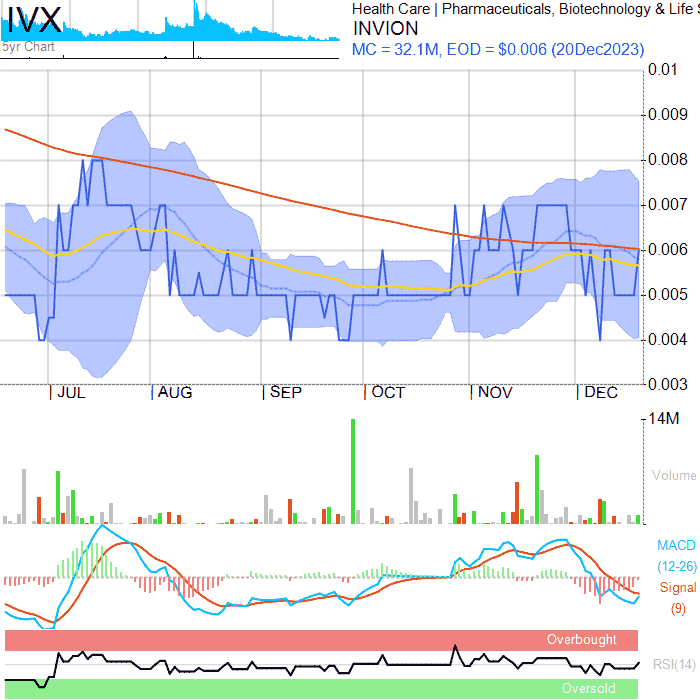 IVX
5yr Chart
Health Care | Pharmaceuticals, Biotechnology & Life
INVION
MC = 32.1M, EOD = $0.006 (20Dec2023)
0.01
0.009
0.008
0.007
0.006
0.005
0.004
0.003
JUL AUG SEP OCT NOV DEC
14M
Volume
MACD
(12-26)
Signal
(9)
Overbought
RSI(14)
Oversold